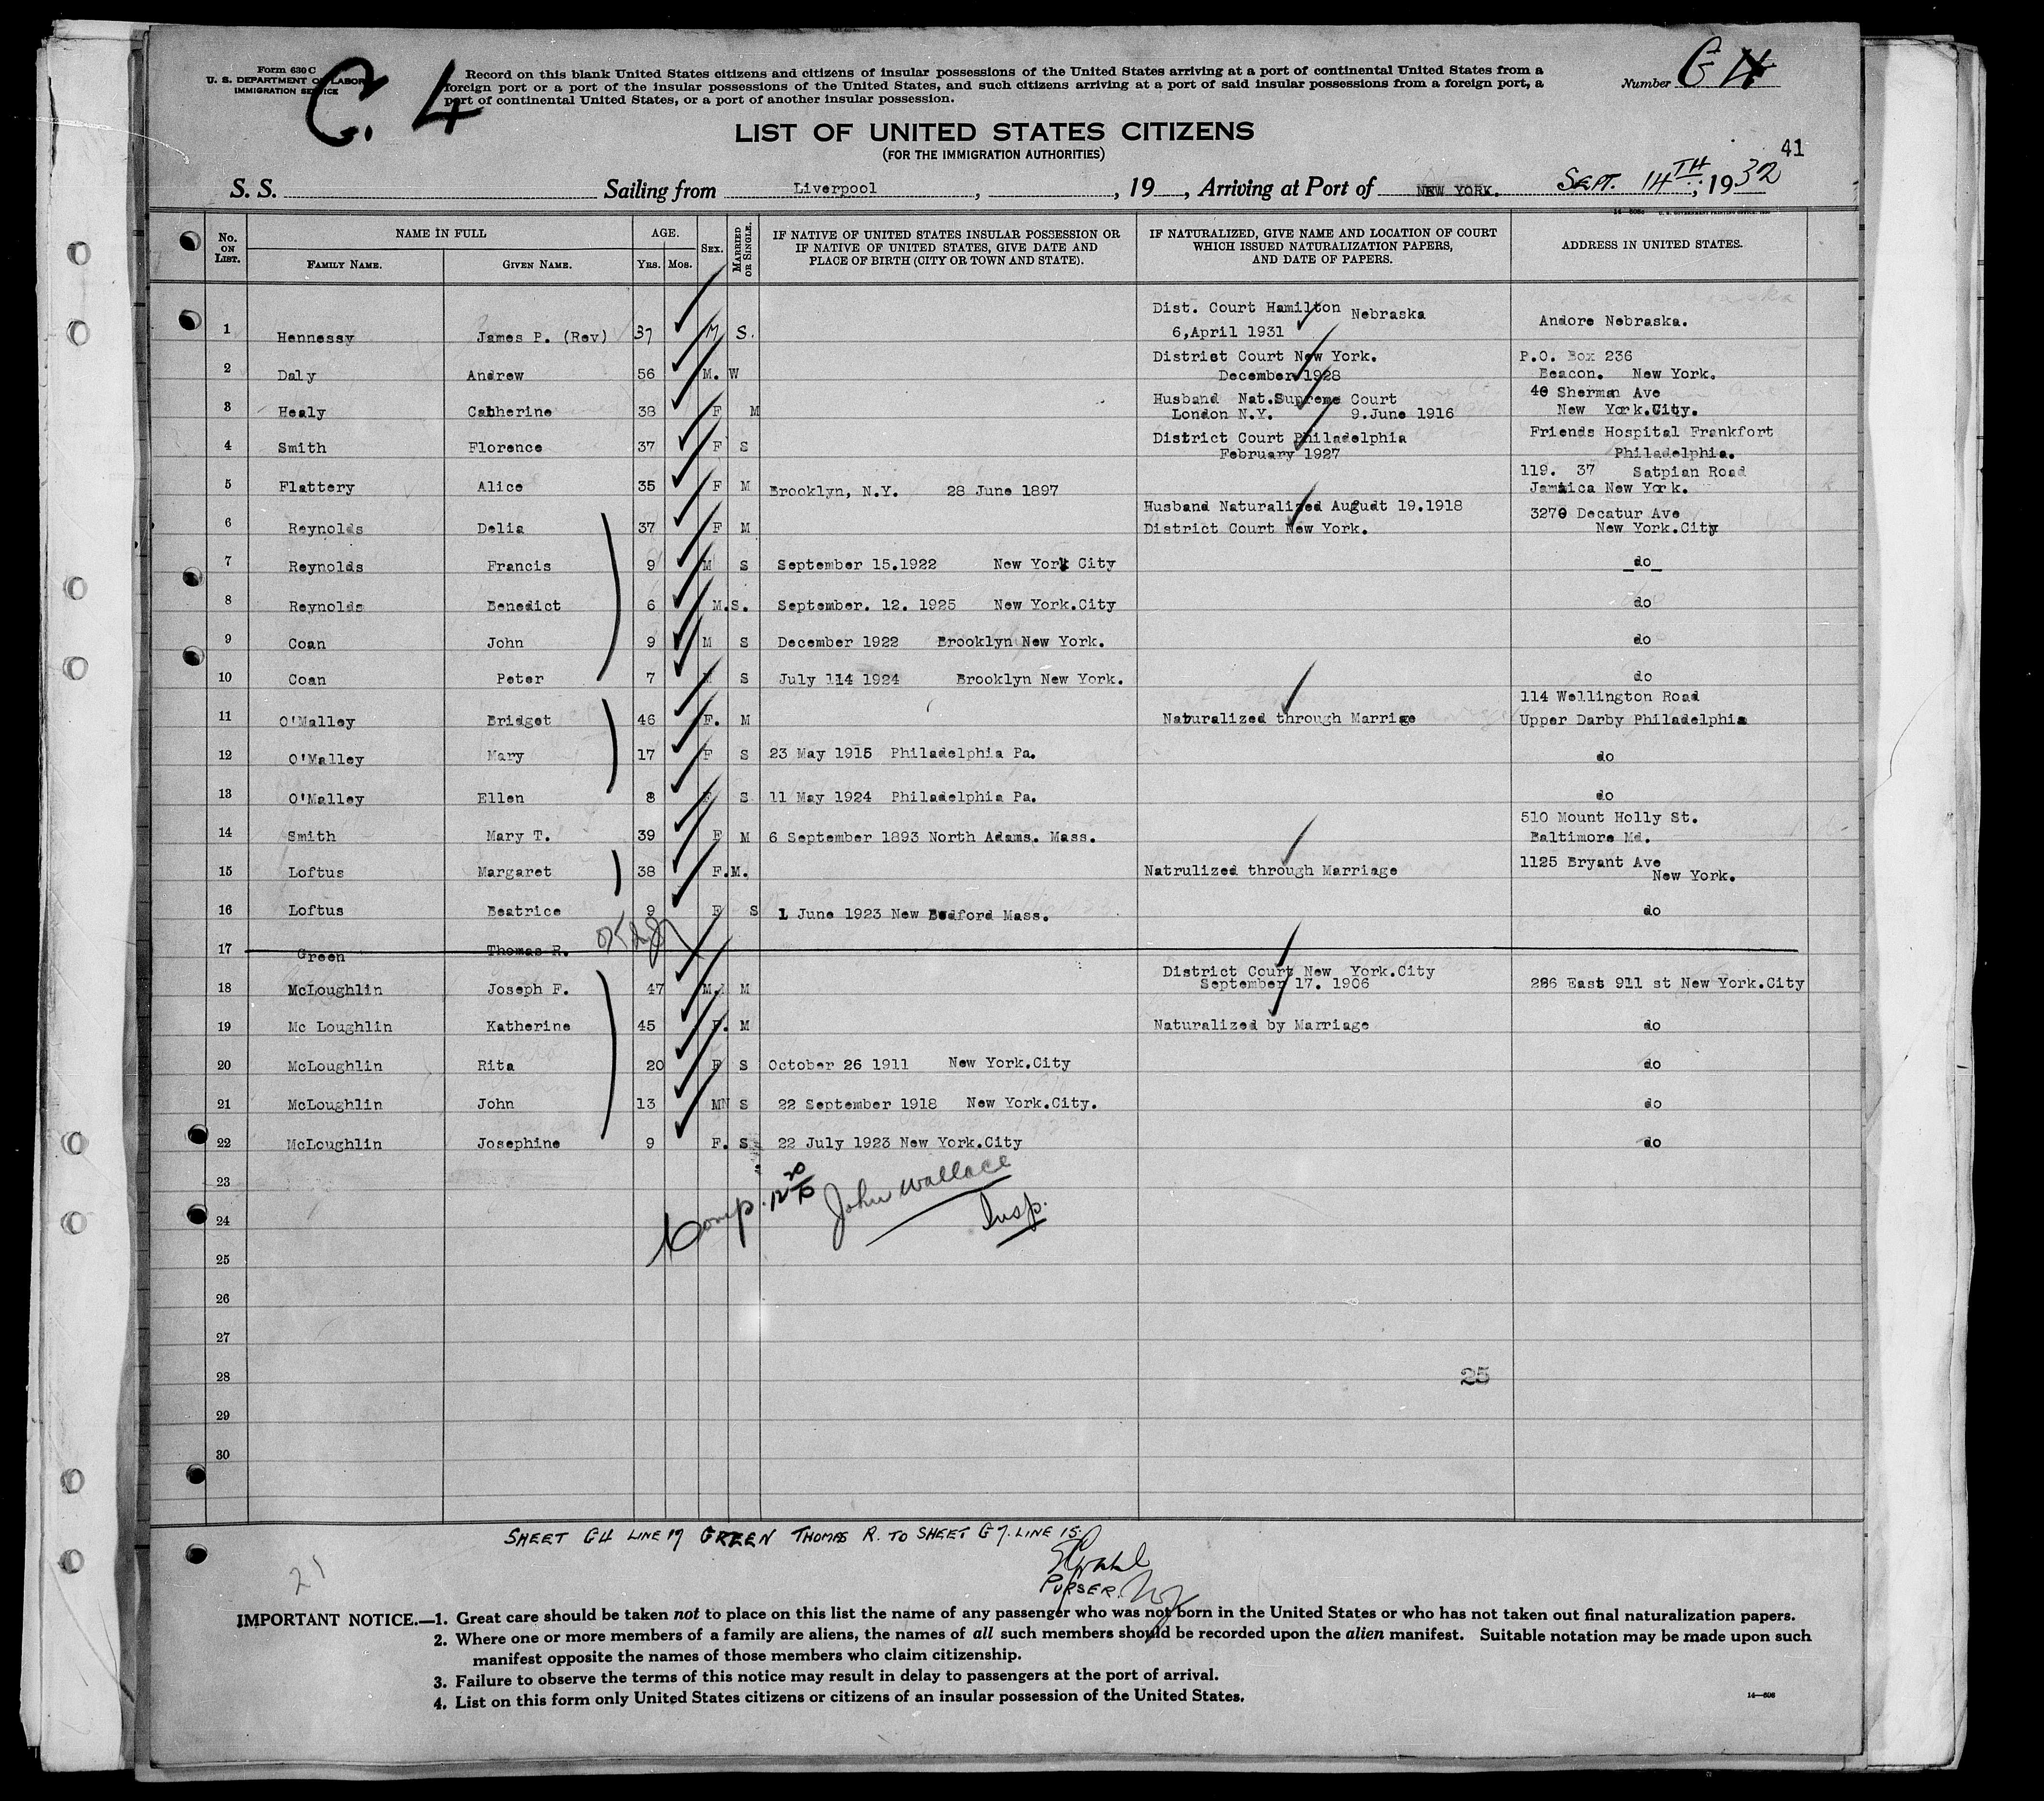 Form 630 C
U. S. DEPARTMENT OF LABOR
IMMIGRATION SERVICE
G. 4
Record on this blank United States citizens and citizens of insular possessions of the United States arriving at a port of continental United States from a
foreign port or a port of the insular possessions of the United States, and such citizens arriving at a port of said insular possessions from a foreign port, a
port of continental United States, or a port of another insular possession.
Number G 4
LIST OF UNITED STATES CITIZENS
(FOR THE IMMIGRATION AUTHORITIES)
41
S. S. Sailing from Liverpool , , 19 , Arriving at Port of NEW YORK. SEPT. 14TH, 1932
No. ON LIST. NAME IN FULL FAMILY NAME. GIVEN NAME. AGE. YRS. MOS. SEX. MARRIED OR SINGLE. IF NATIVE OF UNITED STATES INSULAR POSSESSION OR IF NATIVE OF UNITED STATES, GIVE DATE AND PLACE OF BIRTH (CITY OR TOWN AND STATE). IF NATURALIZED, GIVE NAME AND LOCATION OF COURT WHICH ISSUED NATURALIZATION PAPERS, AND DATE OF PAPERS. ADDRESS IN UNITED STATES.
1 Hennessy James P. (Rev) 37 M S. Dist. Court Hamilton Nebraska 6,April 1931 Andore Nebraska.
2 Daly Andrew 56 M. W District Court New York. December 1928 P.O. Box 236 Beacon. New York.
3 Healy Catherine 38 F M Husband Nat.Supreme Court London N.Y. 9.June 1916 40 Sherman Ave New York.City.
4 Smith Florence 37 F S District Court Philadelphia February 1927 Friends Hospital Frankfort Philadelphia.
5 Flattery Alice 35 F M Brooklyn, N.Y. 28 June 1897 119. 37 Satpian Road Jamaica New York.
6 Reynolds Delia 37 F M Husband Naturalized Augudt 19.1918 District Court New York. 3270 Decatur Ave New York.City
7 Reynolds Francis 9 M S September 15.1922 New York City do
8 Reynolds Benedict 6 M. S. September. 12. 1925 New York.City do
9 Coan John 9 M S December 1922 Brooklyn New York. do
10 Coan Peter 7 M S July 114 1924 Brooklyn New York. do
11 O'Malley Bridget 46 F. M Naturalized through Marriage 114 Wellington Road Upper Darby Philadelphia
12 O'Malley Mary 17 F S 23 May 1915 Philadelphia Pa. do
13 O'Malley Ellen 8 F S 11 May 1924 Philadelphia Pa. do
14 Smith Mary T. 39 F M 6 September 1893 North Adams. Mass. 510 Mount Holly St. Baltimore Md.
15 Loftus Margaret 38 F. M. Natrulized through Marriage 1125 Bryant Ave New York.
16 Loftus Beatrice 9 F S 1 June 1923 New Bedford Mass. do
17 Green Thomas R.
18 McLoughlin Joseph F. 47 M. M District Court New York.City September 17. 1906 286 East 911 st New York.City
19 Mc Loughlin Katherine 45 F. M Naturalized by Marriage do
20 McLoughlin Rita 20 F S October 26 1911 New York.City do
21 McLoughlin John 13 M S 22 September 1918 New York.City. do
22 McLoughlin Josephine 9 F. S 22 July 1923 New York.City do
23
Comp. John Wallace
24
Insp.
25
26
27
28 25
29
30
SHEET G4 LINE 17 GREEN THOMAS R. TO SHEET G7. LINE 15.
PURSER.
21
IMPORTANT NOTICE.—1. Great care should be taken not to place on this list the name of any passenger who was not born in the United States or who has not taken out final naturalization papers.
2. Where one or more members of a family are aliens, the names of all such members should be recorded upon the alien manifest. Suitable notation may be made upon such
manifest opposite the names of those members who claim citizenship.
3. Failure to observe the terms of this notice may result in delay to passengers at the port of arrival.
4. List on this form only United States citizens or citizens of an insular possession of the United States.
14—608